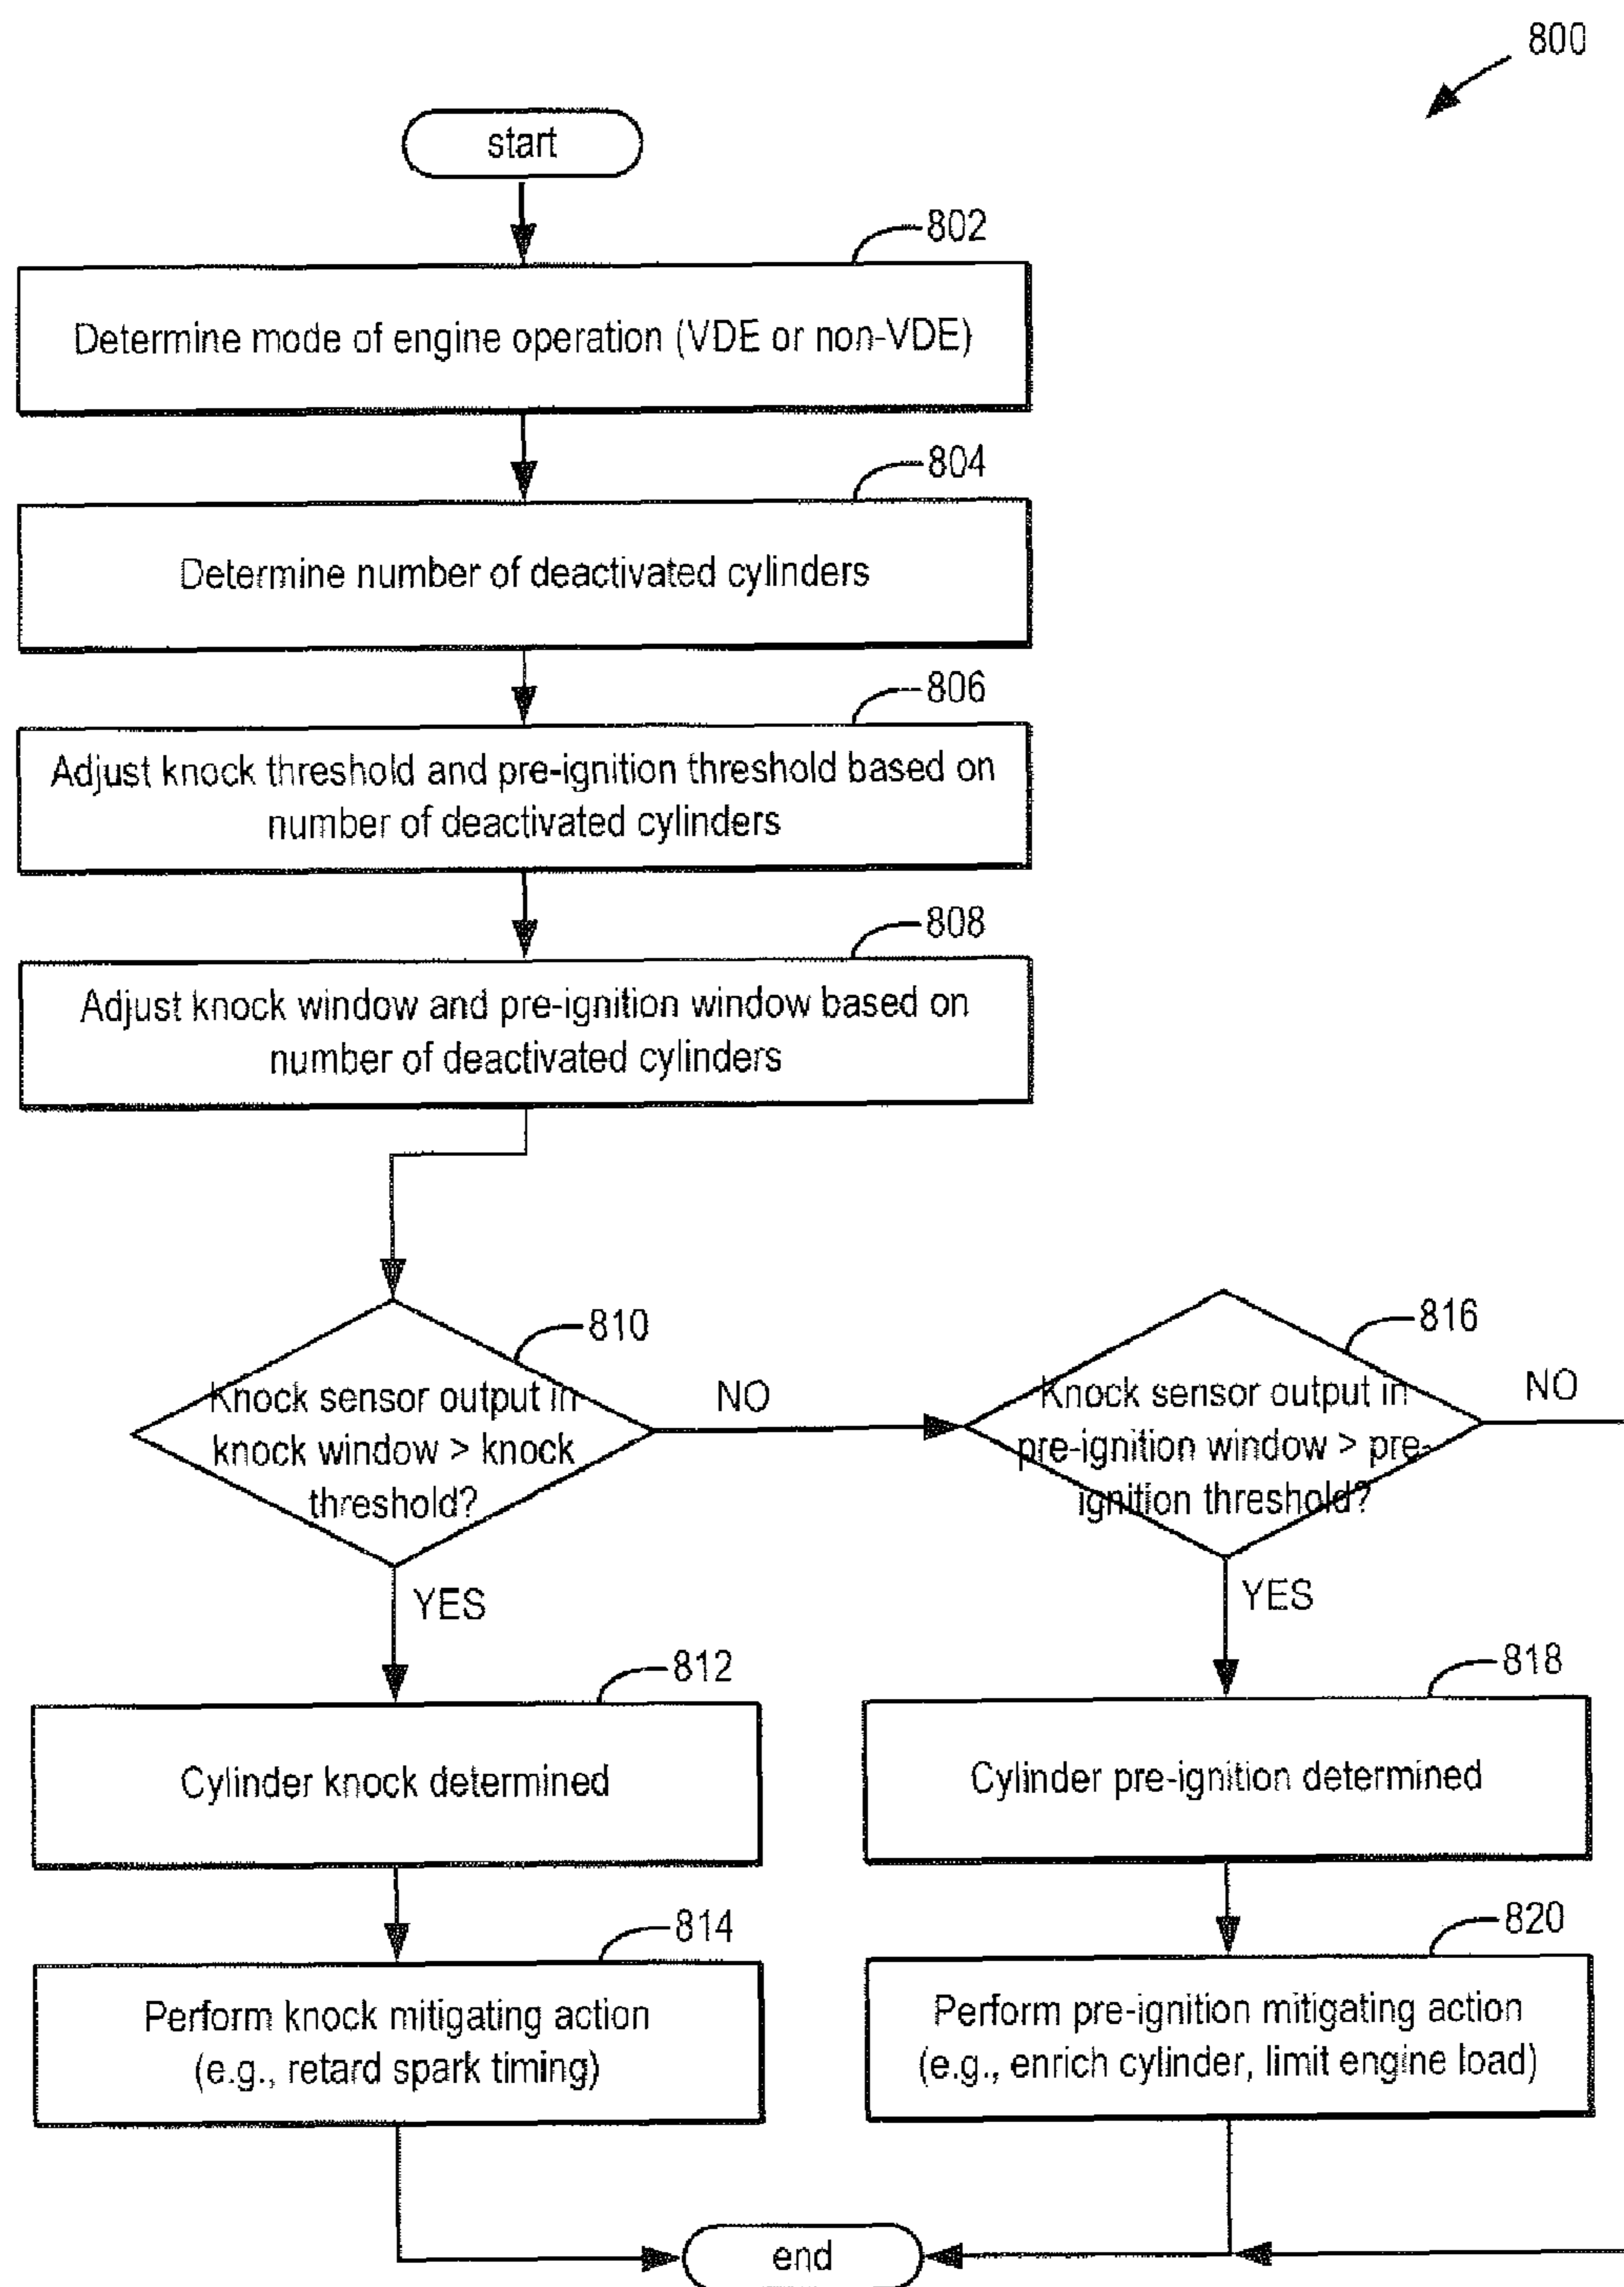 800
start
802
Determine mode of engine operation (VDE or non-VDE)
804
Determine number of deactivated cylinders
806
Adjust knock threshold and pre-ignition threshold based on
number of deactivated cylinders
808
Adjust knock window and pre-ignition window based on
number of deactivated cylinders
810
Knock sensor output in
knock window > knock
threshold?
NO
816
Knock sensor output in
pre-ignition window > pre-
ignition threshold?
NO
YES
YES
812
Cylinder knock determined
818
Cylinder pre-ignition determined
814
Perform knock mitigating action
(e.g., retard spark timing)
820
Perform pre-ignition mitigating action
(e.g., enrich cylinder, limit engine load)
end